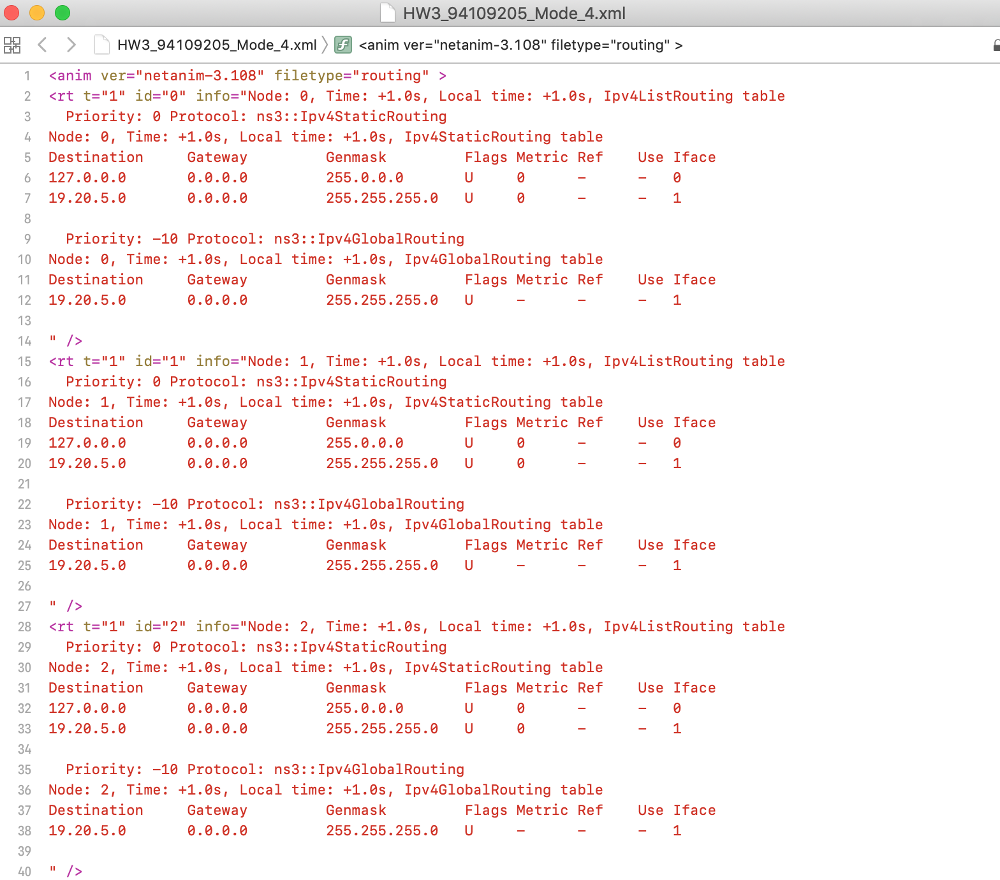 HW3_94109205_Mode_4.xml
HW3_94109205_Mode_4.xml 〉 f <anim ver="netanim-3.108" filetype="routing" >
1 <anim ver="netanim-3.108" filetype="routing" >
2 <rt t="1" id="0" info="Node: 0, Time: +1.0s, Local time: +1.0s, Ipv4ListRouting table
3   Priority: 0 Protocol: ns3::Ipv4StaticRouting
4 Node: 0, Time: +1.0s, Local time: +1.0s, Ipv4StaticRouting table
5 Destination     Gateway         Genmask         Flags Metric Ref    Use Iface
6 127.0.0.0       0.0.0.0         255.0.0.0       U     0      -     -   0
7 19.20.5.0       0.0.0.0         255.255.255.0   U     0      -     -   1
8
9   Priority: -10 Protocol: ns3::Ipv4GlobalRouting
10 Node: 0, Time: +1.0s, Local time: +1.0s, Ipv4GlobalRouting table
11 Destination     Gateway         Genmask         Flags Metric Ref    Use Iface
12 19.20.5.0       0.0.0.0         255.255.255.0   U     -      -     -   1
13
14 " />
15 <rt t="1" id="1" info="Node: 1, Time: +1.0s, Local time: +1.0s, Ipv4ListRouting table
16   Priority: 0 Protocol: ns3::Ipv4StaticRouting
17 Node: 1, Time: +1.0s, Local time: +1.0s, Ipv4StaticRouting table
18 Destination     Gateway         Genmask         Flags Metric Ref    Use Iface
19 127.0.0.0       0.0.0.0         255.0.0.0       U     0      -     -   0
20 19.20.5.0       0.0.0.0         255.255.255.0   U     0      -     -   1
21
22   Priority: -10 Protocol: ns3::Ipv4GlobalRouting
23 Node: 1, Time: +1.0s, Local time: +1.0s, Ipv4GlobalRouting table
24 Destination     Gateway         Genmask         Flags Metric Ref    Use Iface
25 19.20.5.0       0.0.0.0         255.255.255.0   U     -      -     -   1
26
27 " />
28 <rt t="1" id="2" info="Node: 2, Time: +1.0s, Local time: +1.0s, Ipv4ListRouting table
29   Priority: 0 Protocol: ns3::Ipv4StaticRouting
30 Node: 2, Time: +1.0s, Local time: +1.0s, Ipv4StaticRouting table
31 Destination     Gateway         Genmask         Flags Metric Ref    Use Iface
32 127.0.0.0       0.0.0.0         255.0.0.0       U     0      -     -   0
33 19.20.5.0       0.0.0.0         255.255.255.0   U     0      -     -   1
34
35   Priority: -10 Protocol: ns3::Ipv4GlobalRouting
36 Node: 2, Time: +1.0s, Local time: +1.0s, Ipv4GlobalRouting table
37 Destination     Gateway         Genmask         Flags Metric Ref    Use Iface
38 19.20.5.0       0.0.0.0         255.255.255.0   U     -      -     -   1
39
40 " />